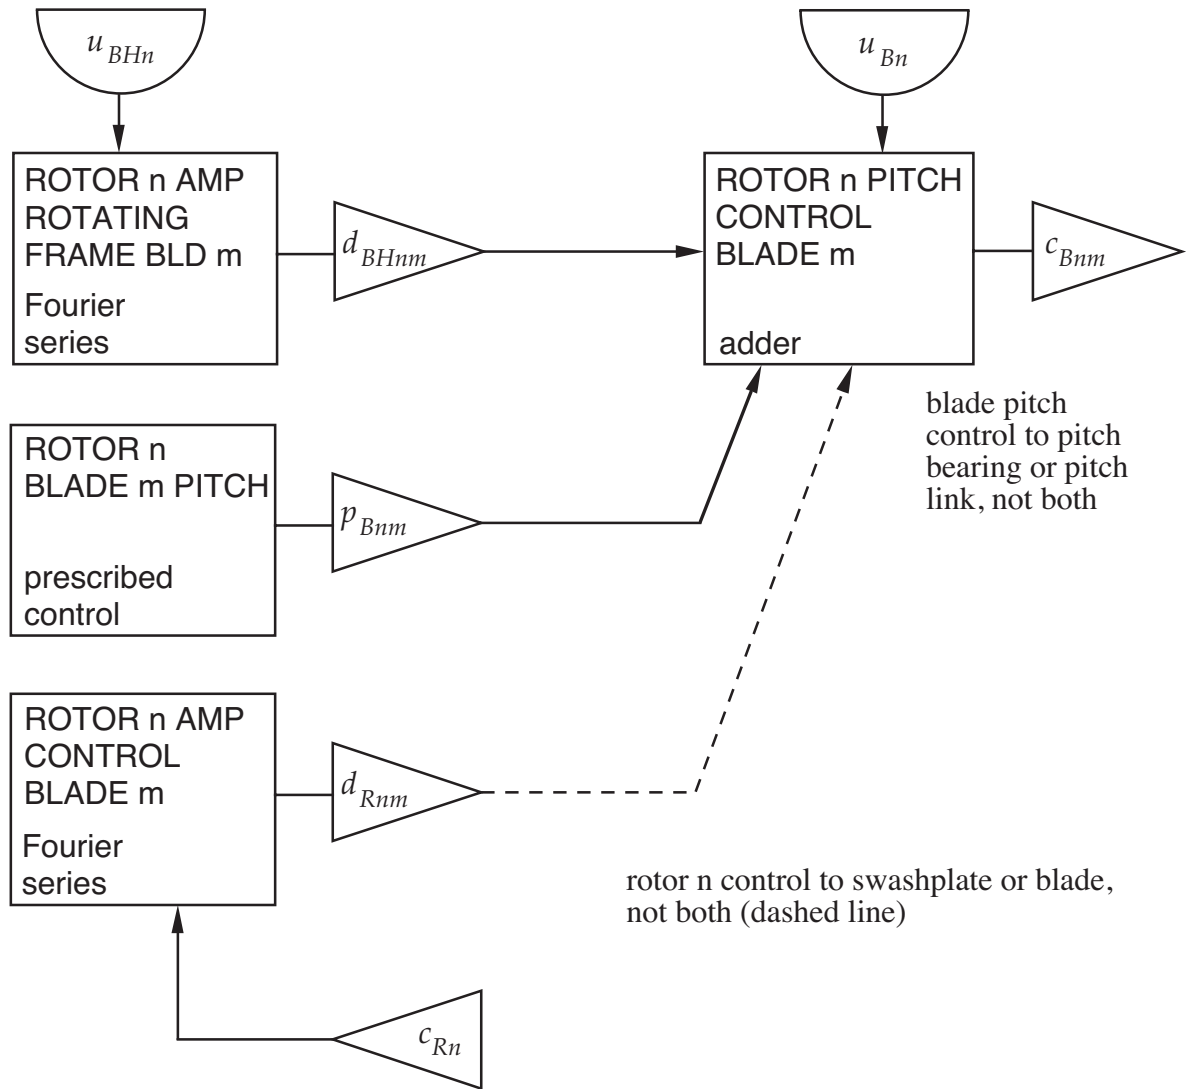 u_BHn
u_Bn
ROTOR n AMP
ROTATING
FRAME BLD m
Fourier
series
d_BHnm
ROTOR n PITCH
CONTROL
BLADE m
adder
c_Bnm
blade pitch
control to pitch
bearing or pitch
link, not both
ROTOR n
BLADE m PITCH
prescribed
control
p_Bnm
ROTOR n AMP
CONTROL
BLADE m
Fourier
series
d_Rnm
rotor n control to swashplate or blade,
not both (dashed line)
c_Rn